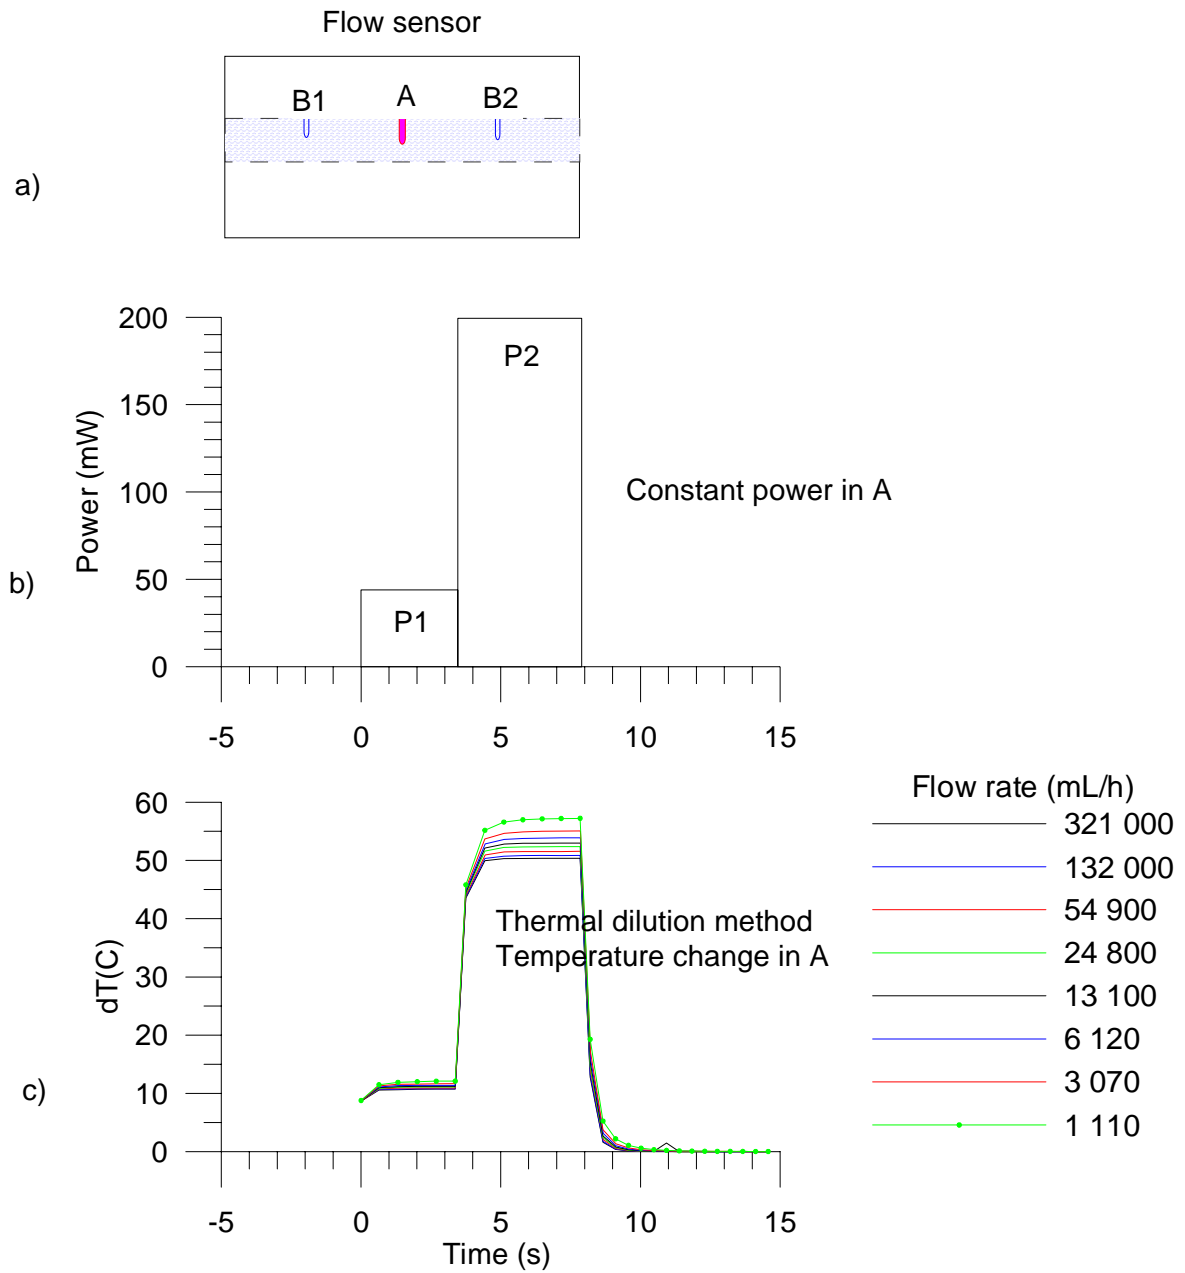 Flow sensor
B1
A
B2
a)
200
150
100
50
0
Power (mW)
P1
P2
Constant power in A
b)
-5
0
5
10
15
60
50
40
30
20
10
0
dT(C)
Thermal dilution method
Temperature change in A
Flow rate (mL/h)
321 000
132 000
54 900
24 800
13 100
6 120
3 070
1 110
c)
-5
0
5
10
15
Time (s)